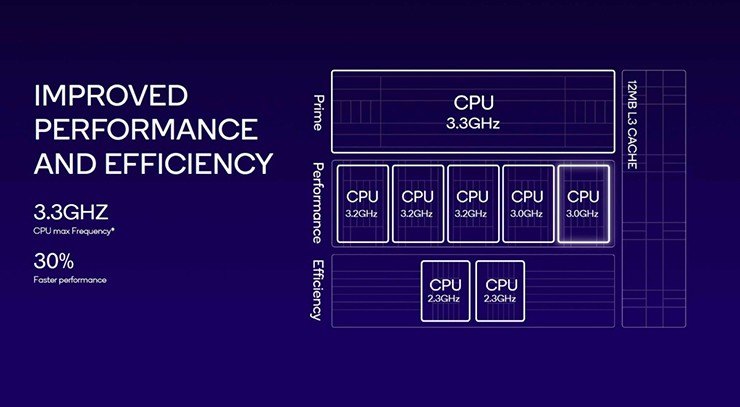 IMPROVED
PERFORMANCE
AND EFFICIENCY
3.3GHZ
CPU max Frequency*
30%
Faster performance
Prime
CPU
3.3GHz
Performance
CPU
3.2GHz
CPU
3.2GHz
CPU
3.2GHz
CPU
3.0GHz
CPU
3.0GHz
Efficiency
CPU
2.3GHz
CPU
2.3GHz
12MB L3 CACHE